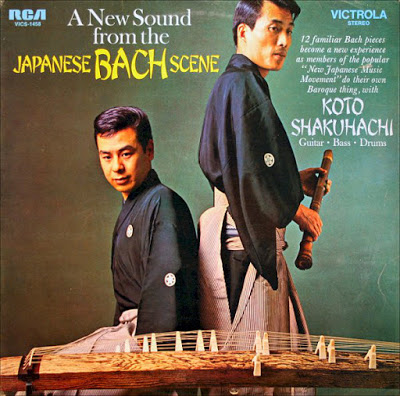 RCA
VICS-1458
A New Sound
from the
JAPANESE BACH SCENE
VICTROLA
STEREO
12 familiar Bach pieces
become a new experience
as members of the popular
"New Japanese Music
Movement" do their own
Baroque thing, with
KOTO
SHAKUHACHI
Guitar • Bass • Drums